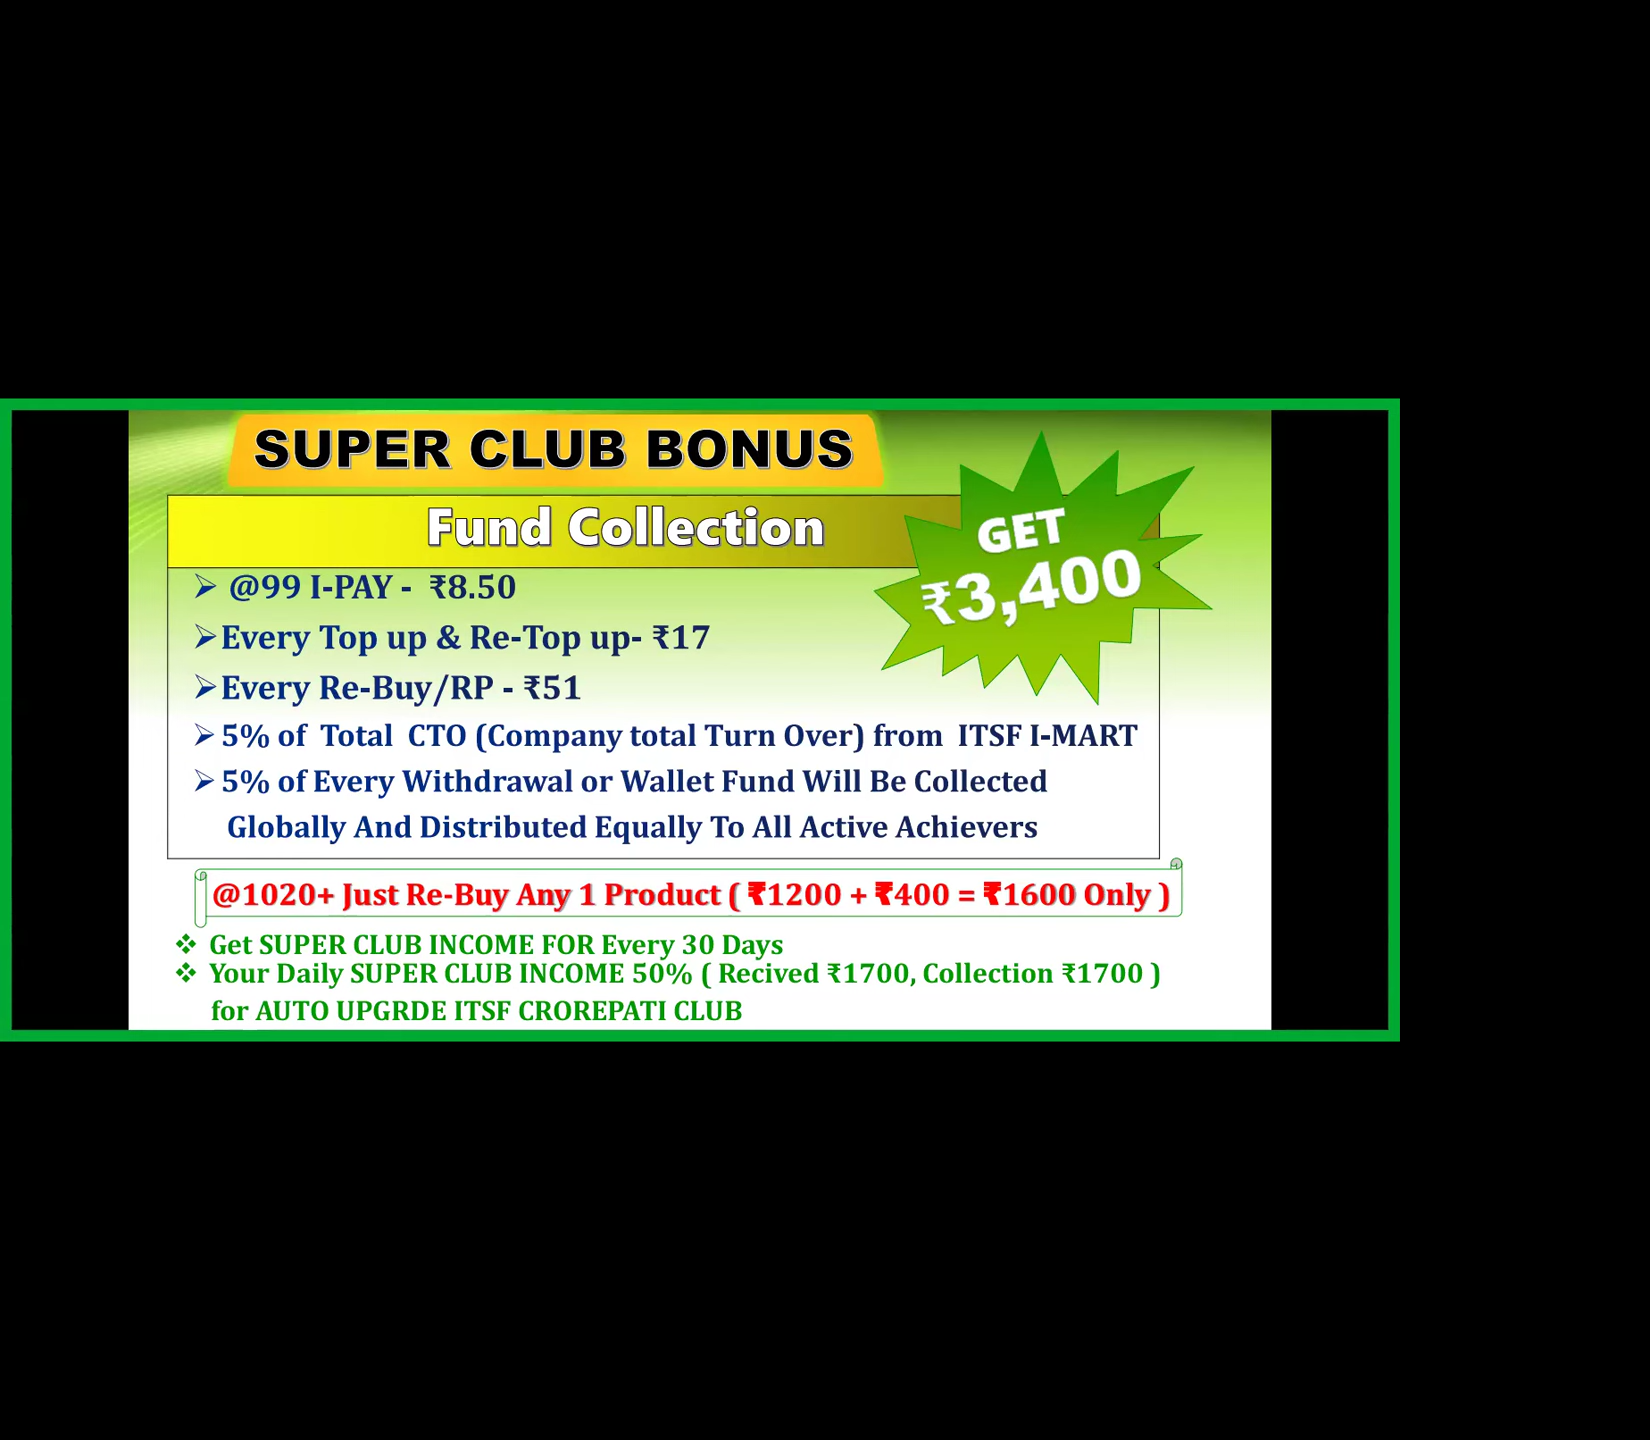 SUPER CLUB BONUS
Fund Collection
GET
₹3,400
@99 I-PAY - ₹8.50
Every Top up & Re-Top up- ₹17
Every Re-Buy/RP - ₹51
5% of Total CTO (Company total Turn Over) from ITSF I-MART
5% of Every Withdrawal or Wallet Fund Will Be Collected
Globally And Distributed Equally To All Active Achievers
@1020+ Just Re-Buy Any 1 Product ( ₹1200 + ₹400 = ₹1600 Only )
Get SUPER CLUB INCOME FOR Every 30 Days
Your Daily SUPER CLUB INCOME 50% ( Recived ₹1700, Collection ₹1700 )
for AUTO UPGRDE ITSF CROREPATI CLUB